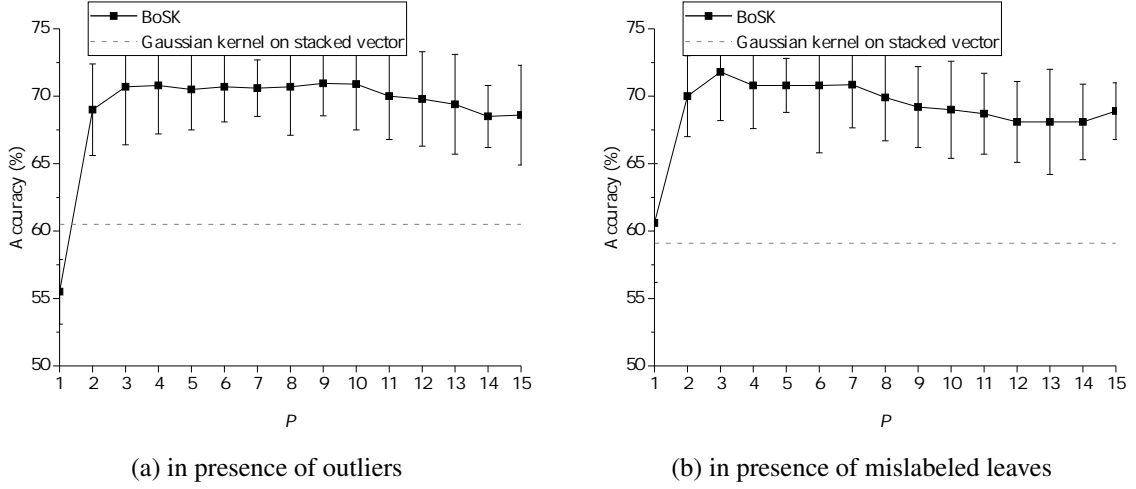 BoSK
Gaussian kernel on stacked vector
75
70
65
60
55
50
Accuracy (%)
1 2 3 4 5 6 7 8 9 10 11 12 13 14 15
P
(a) in presence of outliers
BoSK
Gaussian kernel on stacked vector
75
70
65
60
55
50
Accuracy (%)
1 2 3 4 5 6 7 8 9 10 11 12 13 14 15
P
(b) in presence of mislabeled leaves